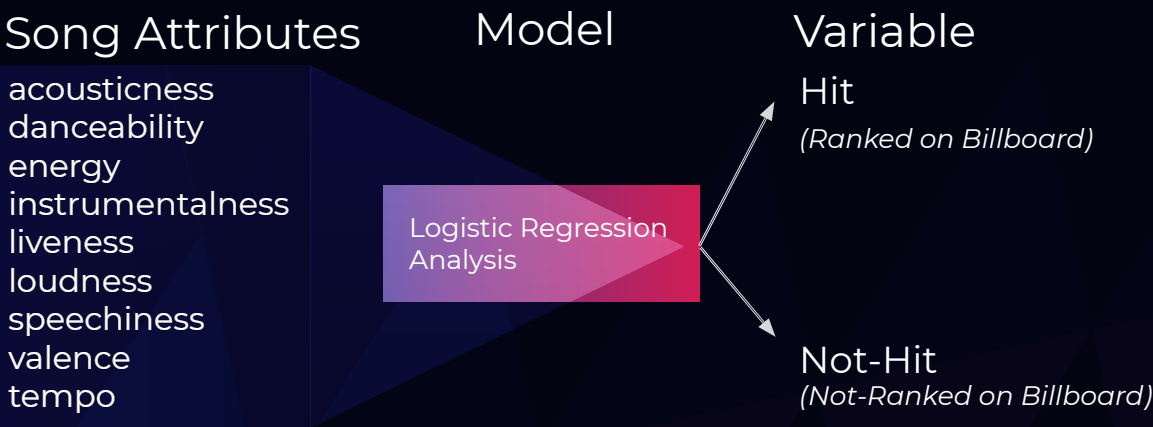 Song Attributes
acousticness
danceability
energy
instrumentalness
liveness
loudness
speechiness
valence
tempo
Model
Logistic Regression
Analysis
Variable
Hit
(Ranked on Billboard)
Not-Hit
(Not-Ranked on Billboard)